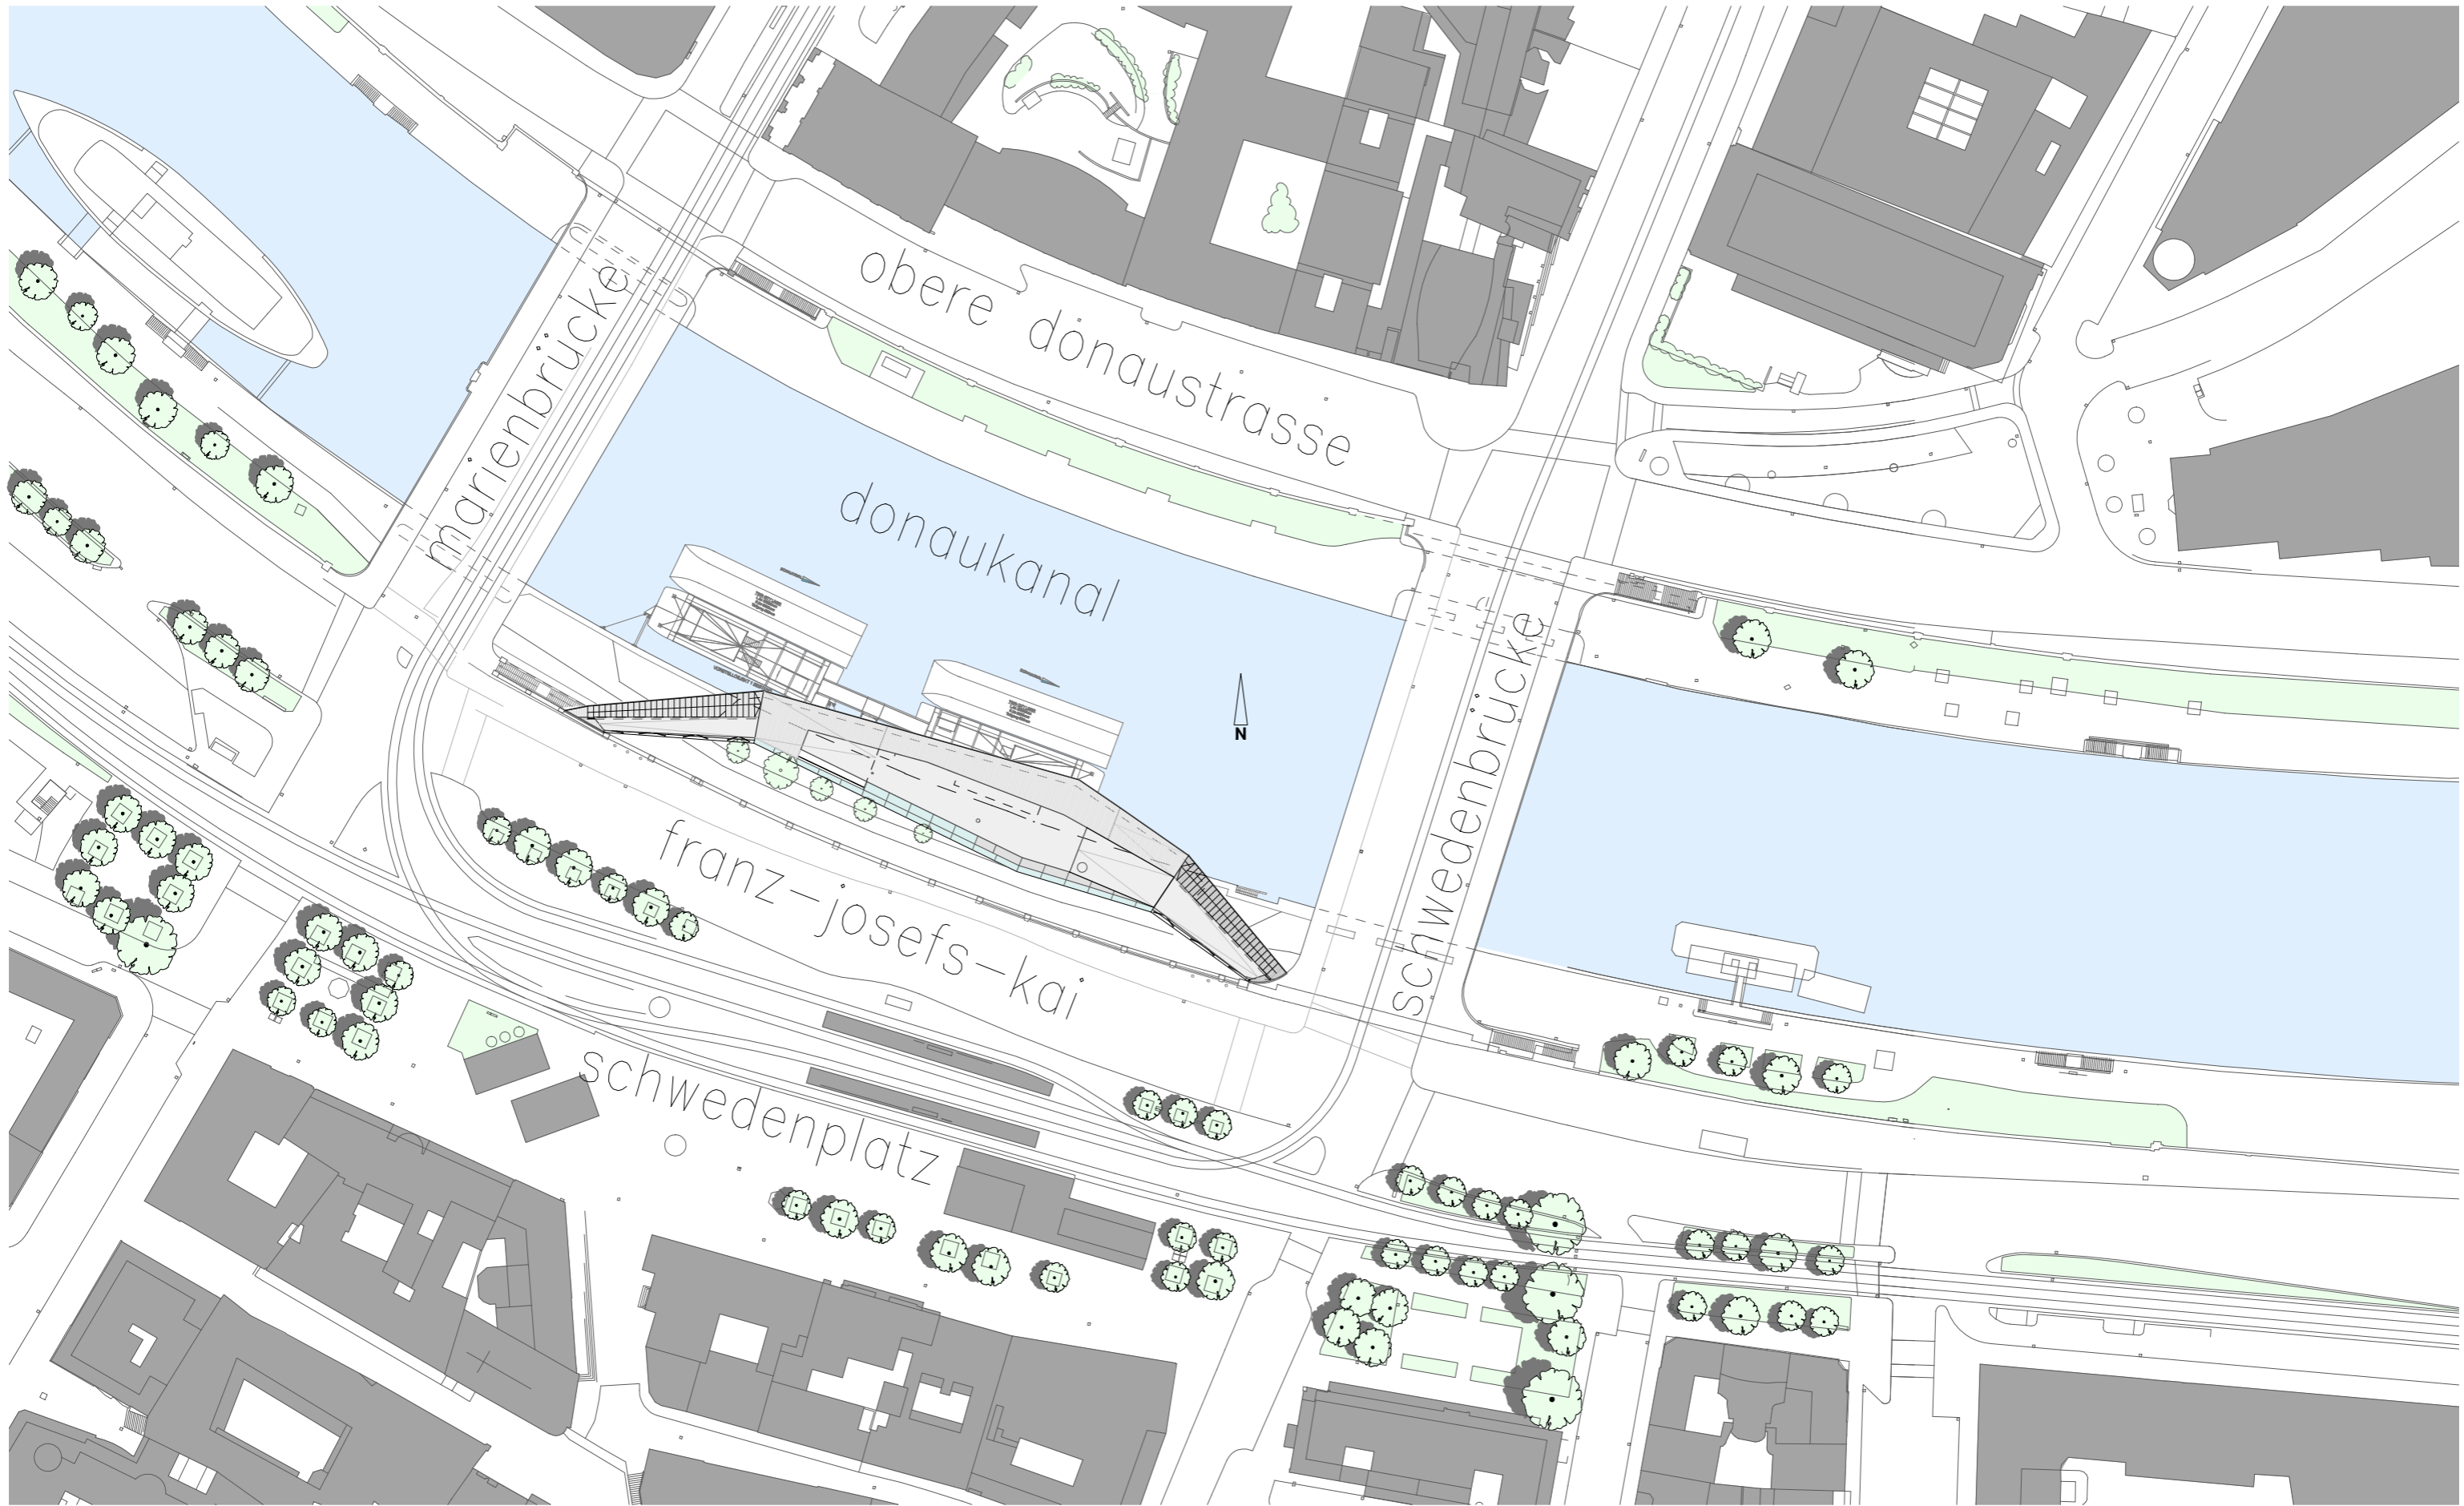 obere donaustrasse
marienbrücke
donaukanal
schwedenbrücke
N
franz-josefs-kai
schwedenplatz